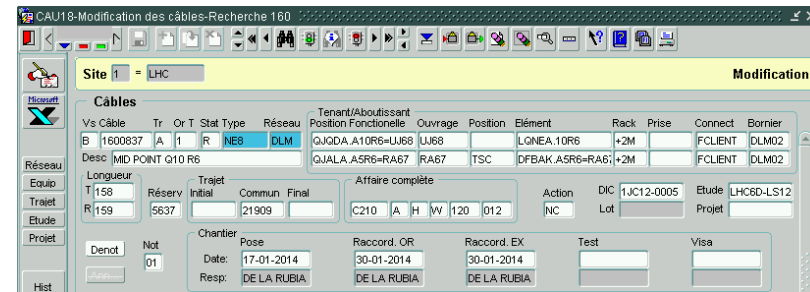 CAU18-Modification des câbles-Recherche 160
Site 1 = LHC Modification
Microsoft
Câbles
Tenant/Aboutissant
Vs Câble Tr Or T Stat Type Réseau Position Fonctionelle Ouvrage Position Elément Rack Prise Connect Bornier
B 1600837 A 1 R NE8 DLM QJQDA.A10R6=UJ68 UJ68 LQNEA.10R6 +2M FCLIENT DLM02
Desc MID POINT Q10 R6 QJALA.A5R6=RA67 RA67 TSC DFBAK.A5R6=RA6 +2M FCLIENT DLM02
Réseau
Equip
Trajet
Etude
Projet
Hist
Longueur Trajet Affaire complète
T 158 Réserv Initial Commun Final Action DIC 1JC12-0005 Etude LHC6D-LS12
R 159 5637 21909 C210 A H W 120 012 NC Lot Projet
Chantier
Denot Not Pose Raccord. OR Raccord. EX Test Visa
01 Date: 17-01-2014 30-01-2014 30-01-2014
Resp: DE LA RUBIA DE LA RUBIA DE LA RUBIA